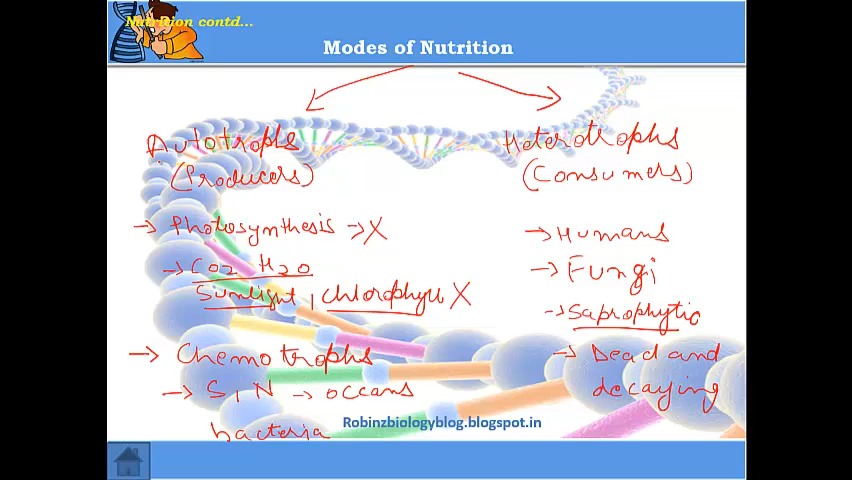 Nutrition contd...
Modes of Nutrition
Autotrophs
(Producers)
→ Photosynthesis → X
→ CO2 H2O
Sunlight, Chlorophyll X
→ Chemotrophs
→ S, N → occans
bacteria
Heterotrophs
(Consumers)
→ Humans
→ Fungi
→ Saprophytic
→ Dead and
decaying
Robinzbiologyblog.blogspot.in